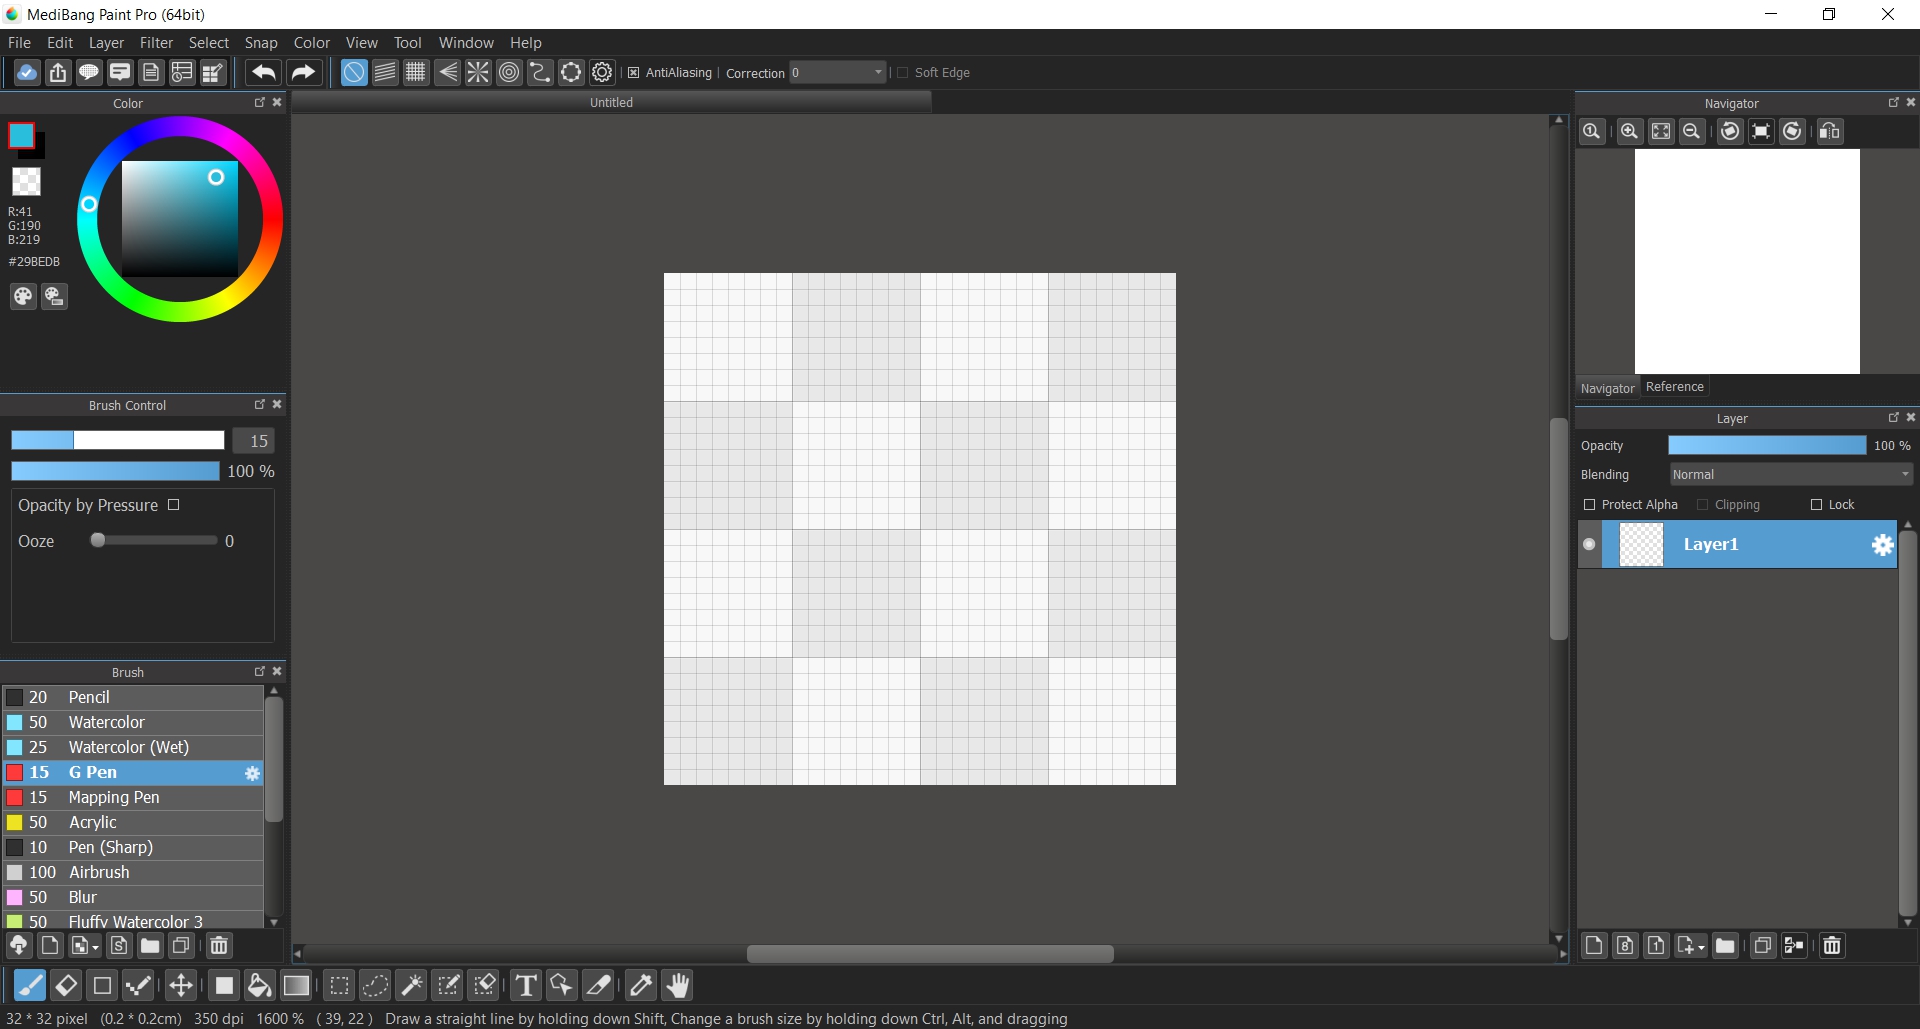 MediBang Paint Pro (64bit)
File Edit Layer Filter Select Snap Color View Tool Window Help
AntiAliasing Correction 0 Soft Edge
Color
Untitled
Navigator
R:41
G:190
B:219
#29BEDB
Navigator Reference
Brush Control
15
100 %
Opacity by Pressure
Ooze 0
Layer
Opacity 100 %
Blending Normal
Protect Alpha Clipping Lock
Layer1
Brush
20 Pencil
50 Watercolor
25 Watercolor (Wet)
15 G Pen
15 Mapping Pen
50 Acrylic
10 Pen (Sharp)
100 Airbrush
50 Blur
50 Fluffy Watercolor 3
32 * 32 pixel (0.2 * 0.2cm) 350 dpi 1600 % ( 39, 22 ) Draw a straight line by holding down Shift, Change a brush size by holding down Ctrl, Alt, and dragging